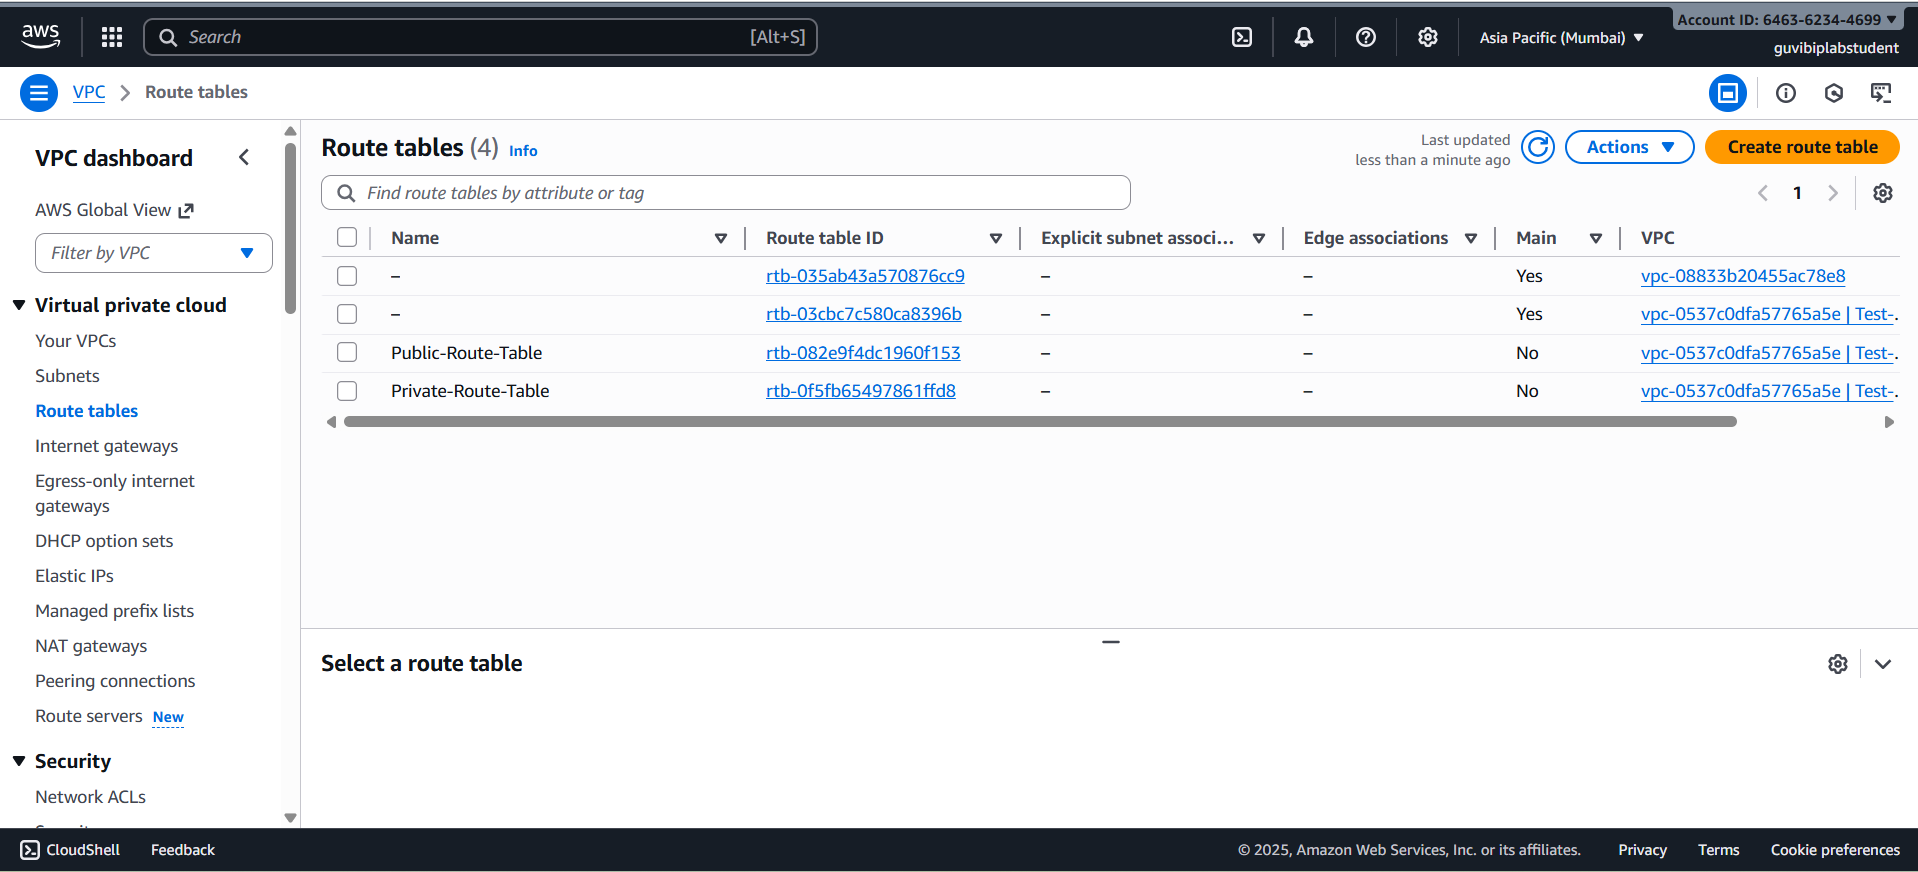 aws
Search [Alt+S]
Asia Pacific (Mumbai)
Account ID: 6463-6234-4699
guvibiplabstudent
VPC
Route tables
VPC dashboard
AWS Global View
Filter by VPC
Virtual private cloud
Your VPCs
Subnets
Route tables
Internet gateways
Egress-only internet
gateways
DHCP option sets
Elastic IPs
Managed prefix lists
NAT gateways
Peering connections
Route servers New
Security
Network ACLs
Route tables (4) Info
Last updated
less than a minute ago
Actions
Create route table
Find route tables by attribute or tag
1
Name Route table ID Explicit subnet associ... Edge associations Main VPC
– rtb-035ab43a570876cc9 – – Yes vpc-08833b20455ac78e8
– rtb-03cbc7c580ca8396b – – Yes vpc-0537c0dfa57765a5e | Test-.
Public-Route-Table rtb-082e9f4dc1960f153 – – No vpc-0537c0dfa57765a5e | Test-.
Private-Route-Table rtb-0f5fb65497861ffd8 – – No vpc-0537c0dfa57765a5e | Test-.
Select a route table
CloudShell Feedback © 2025, Amazon Web Services, Inc. or its affiliates. Privacy Terms Cookie preferences